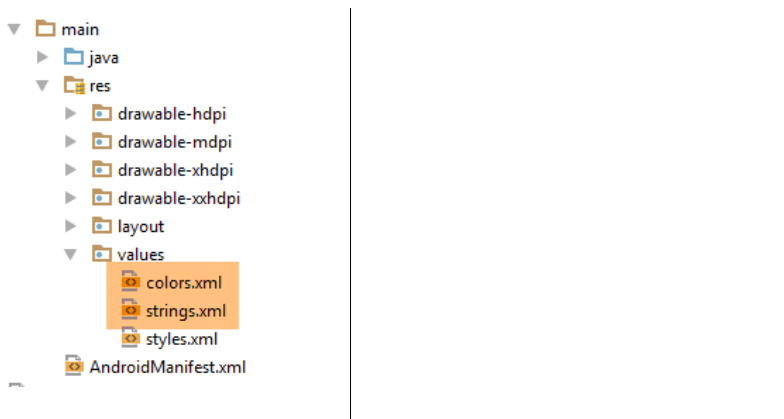 main
java
res
drawable-hdpi
drawable-mdpi
drawable-xhdpi
drawable-xxhdpi
layout
values
colors.xml
strings.xml
styles.xml
AndroidManifest.xml